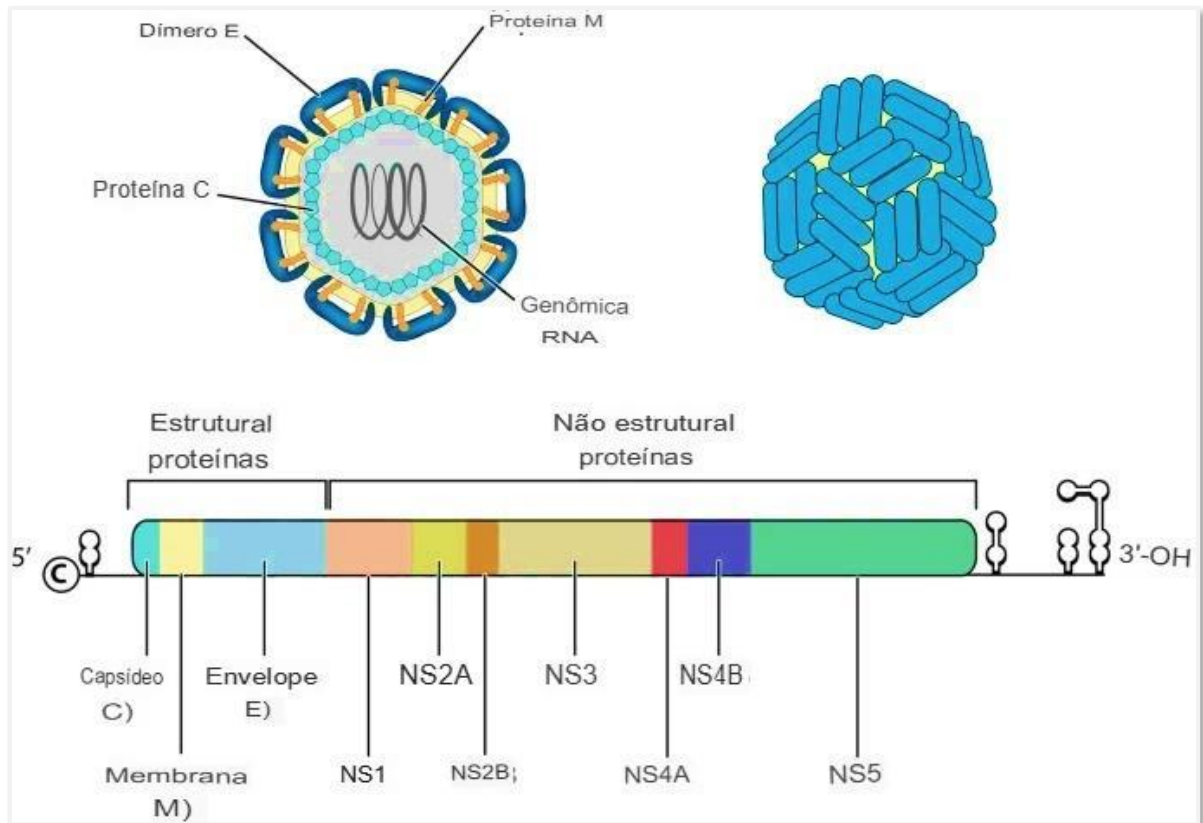 Proteína M
Dímero E
Proteína C
Genômica
RNA
Estrutural
proteínas
Não estrutural
proteínas
5′
C
3′-OH
Capsídeo
C)
Envelope
E)
NS2A
NS3
NS4B
Membrana
M)
NS1
NS2B
NS4A
NS5